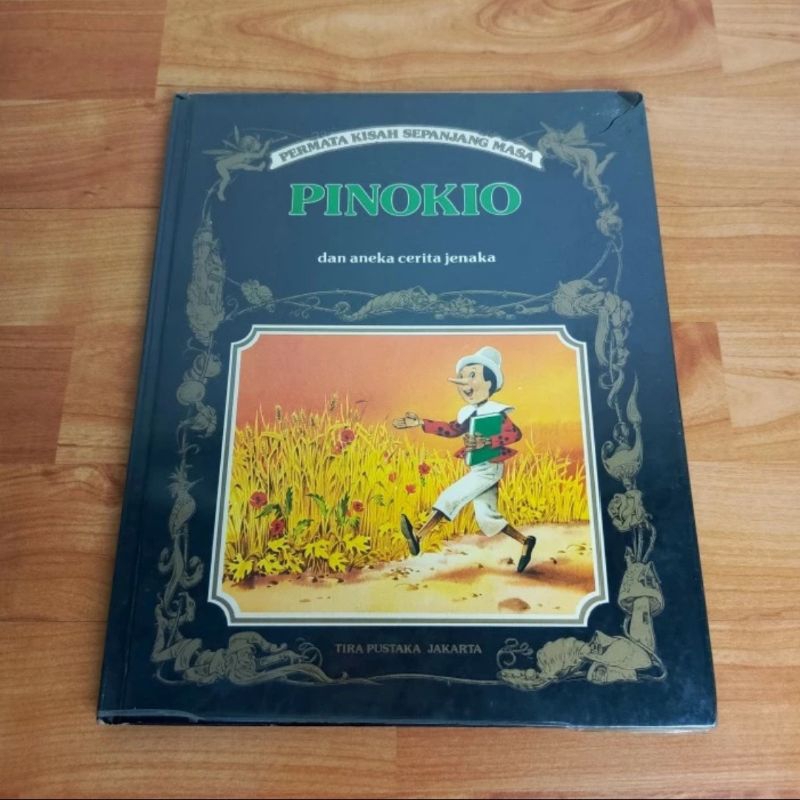 PERMATA KISAH SEPANJANG MASA
PINOKIO
dan aneka cerita jenaka
TIRA PUSTAKA JAKARTA